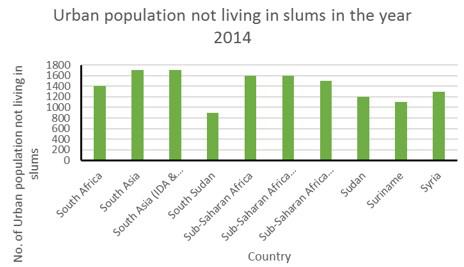 Urban population not living in slums in the year
2014
No. of Urban population not living in
slums
1800
1600
1400
1200
1000
800
600
400
200
0
South Africa
South Asia
South Asia (IDA &...
South Sudan
Sub-Saharan Africa
Sub-Saharan Africa...
Sub-Saharan Africa...
Sudan
Suriname
Syria
Country